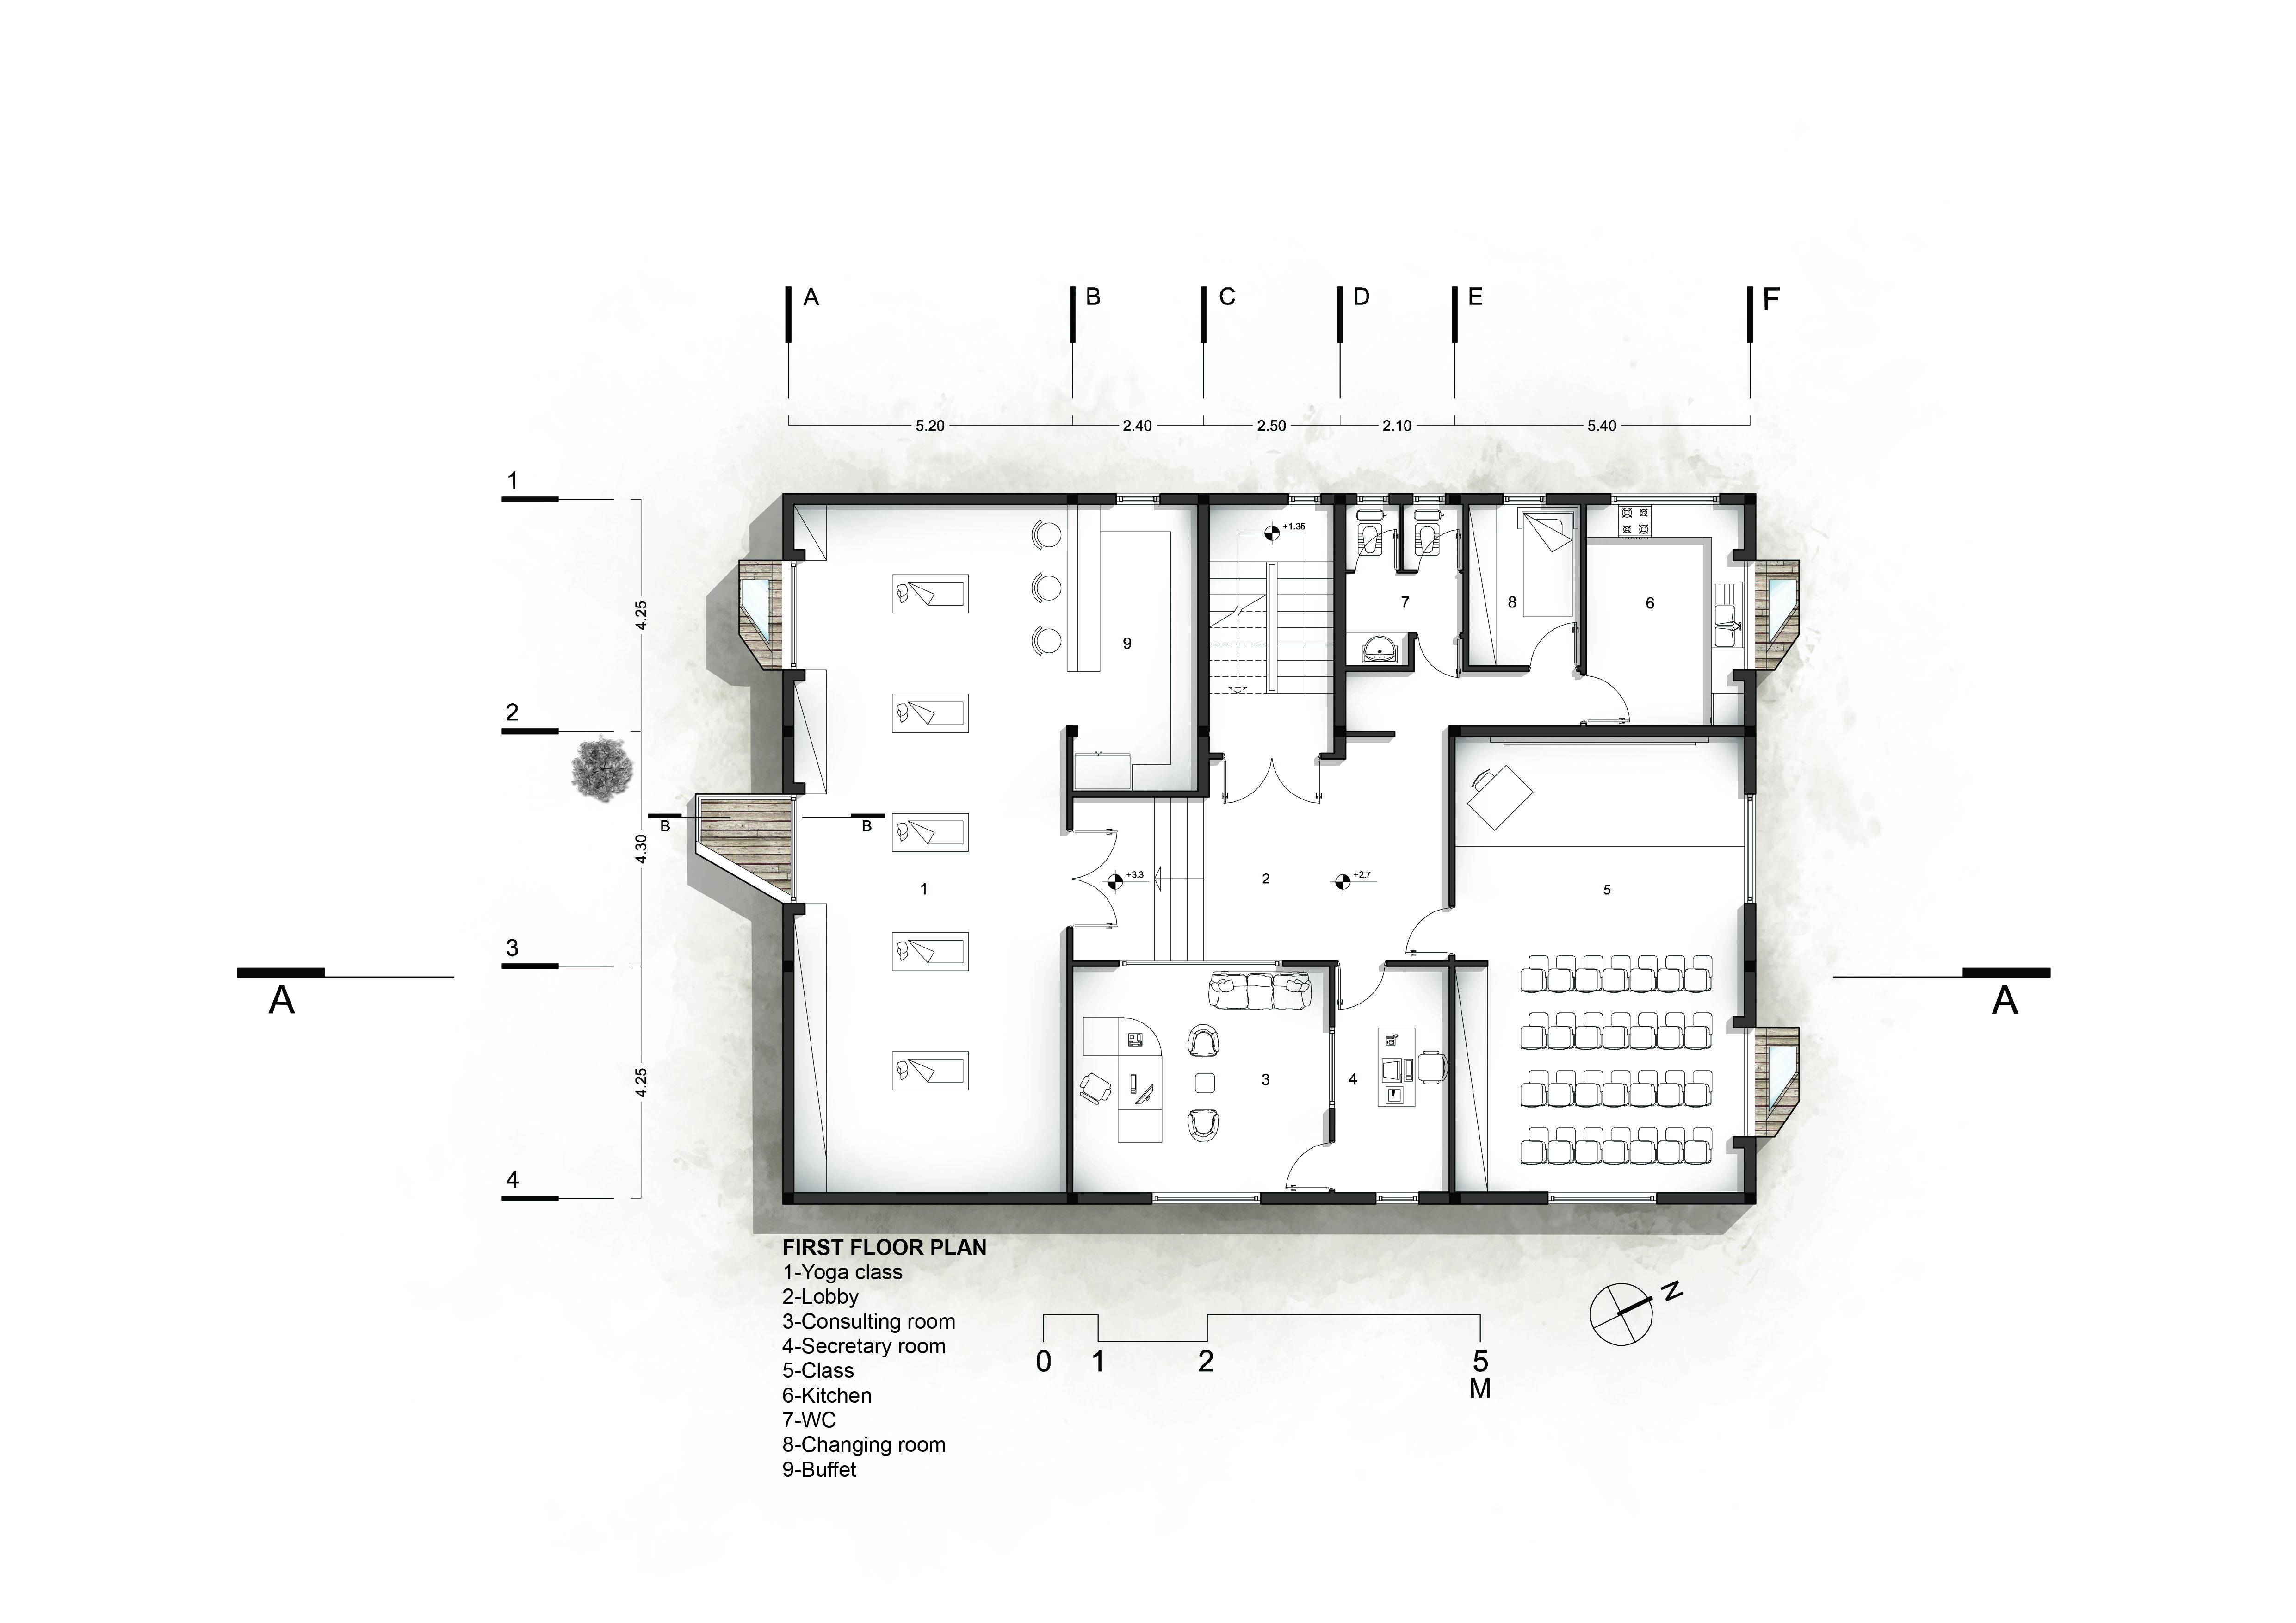 A B C D E F
5.20 2.40 2.50 2.10 5.40
1
4.25
+1.35
7 8 6
9
2
B B
4.30
1
+3.3
2
+2.7
5
3
A A
4.25
3 4
4
FIRST FLOOR PLAN
1-Yoga class
2-Lobby
3-Consulting room
4-Secretary room
5-Class
6-Kitchen
7-WC
8-Changing room
9-Buffet
N
0 1 2 5
M